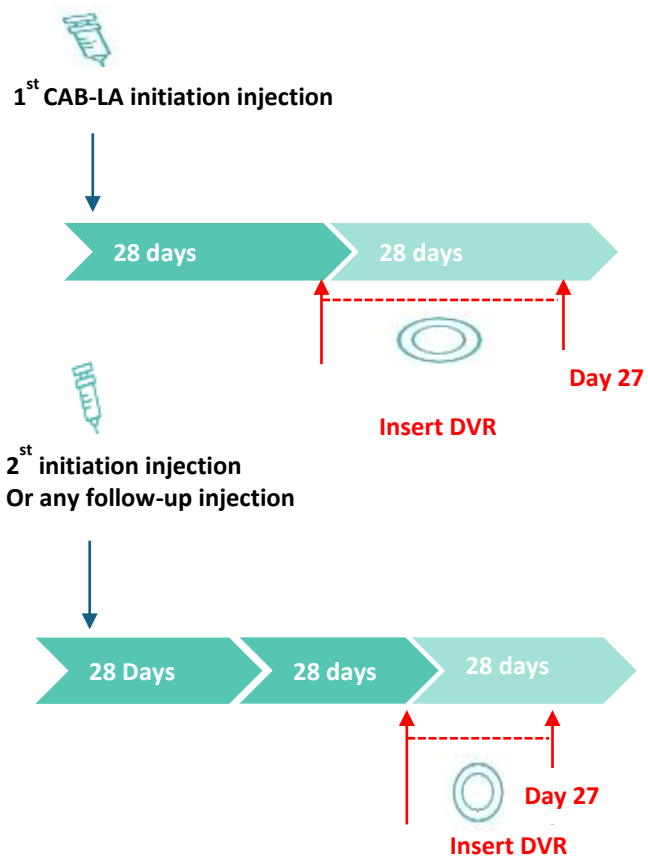 1st CAB-LA initiation injection
28 days
28 days
Day 27
Insert DVR
2st initiation injection
Or any follow-up injection
28 Days
28 days
28 days
Day 27
Insert DVR